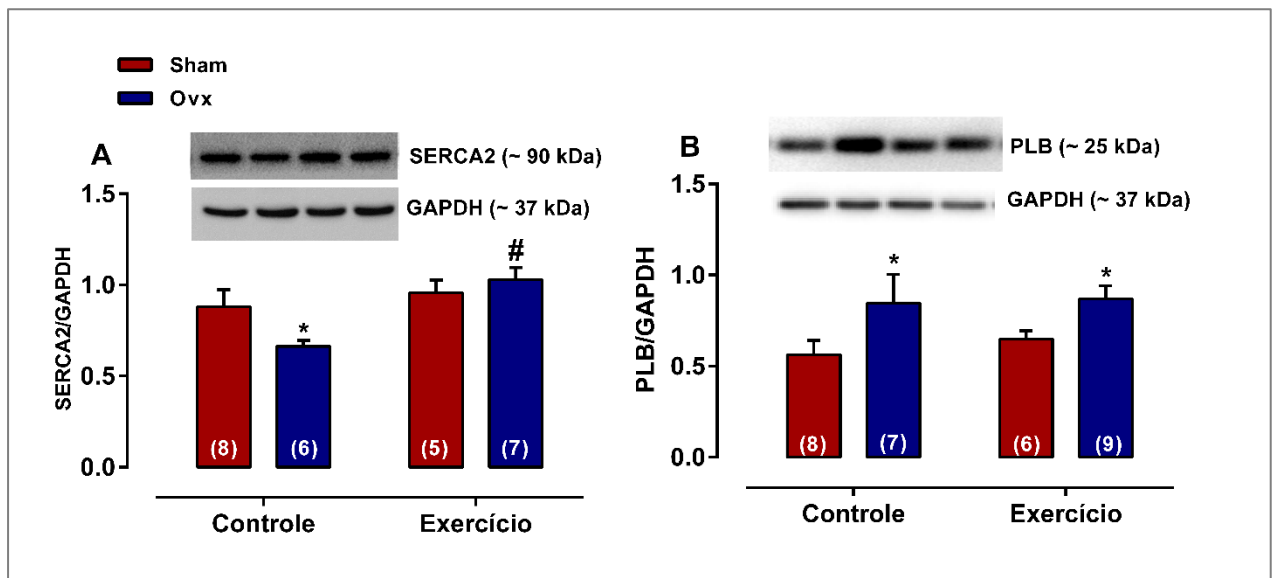 Sham
Ovx
A
SERCA2 (~ 90 kDa)
GAPDH (~ 37 kDa)
SERCA2/GAPDH
1.5
1.0
0.5
0.0
*
#
(8)
(6)
(5)
(7)
Controle
Exercício
B
PLB (~ 25 kDa)
GAPDH (~ 37 kDa)
PLB/GAPDH
1.5
1.0
0.5
0.0
*
*
(8)
(7)
(6)
(9)
Controle
Exercício